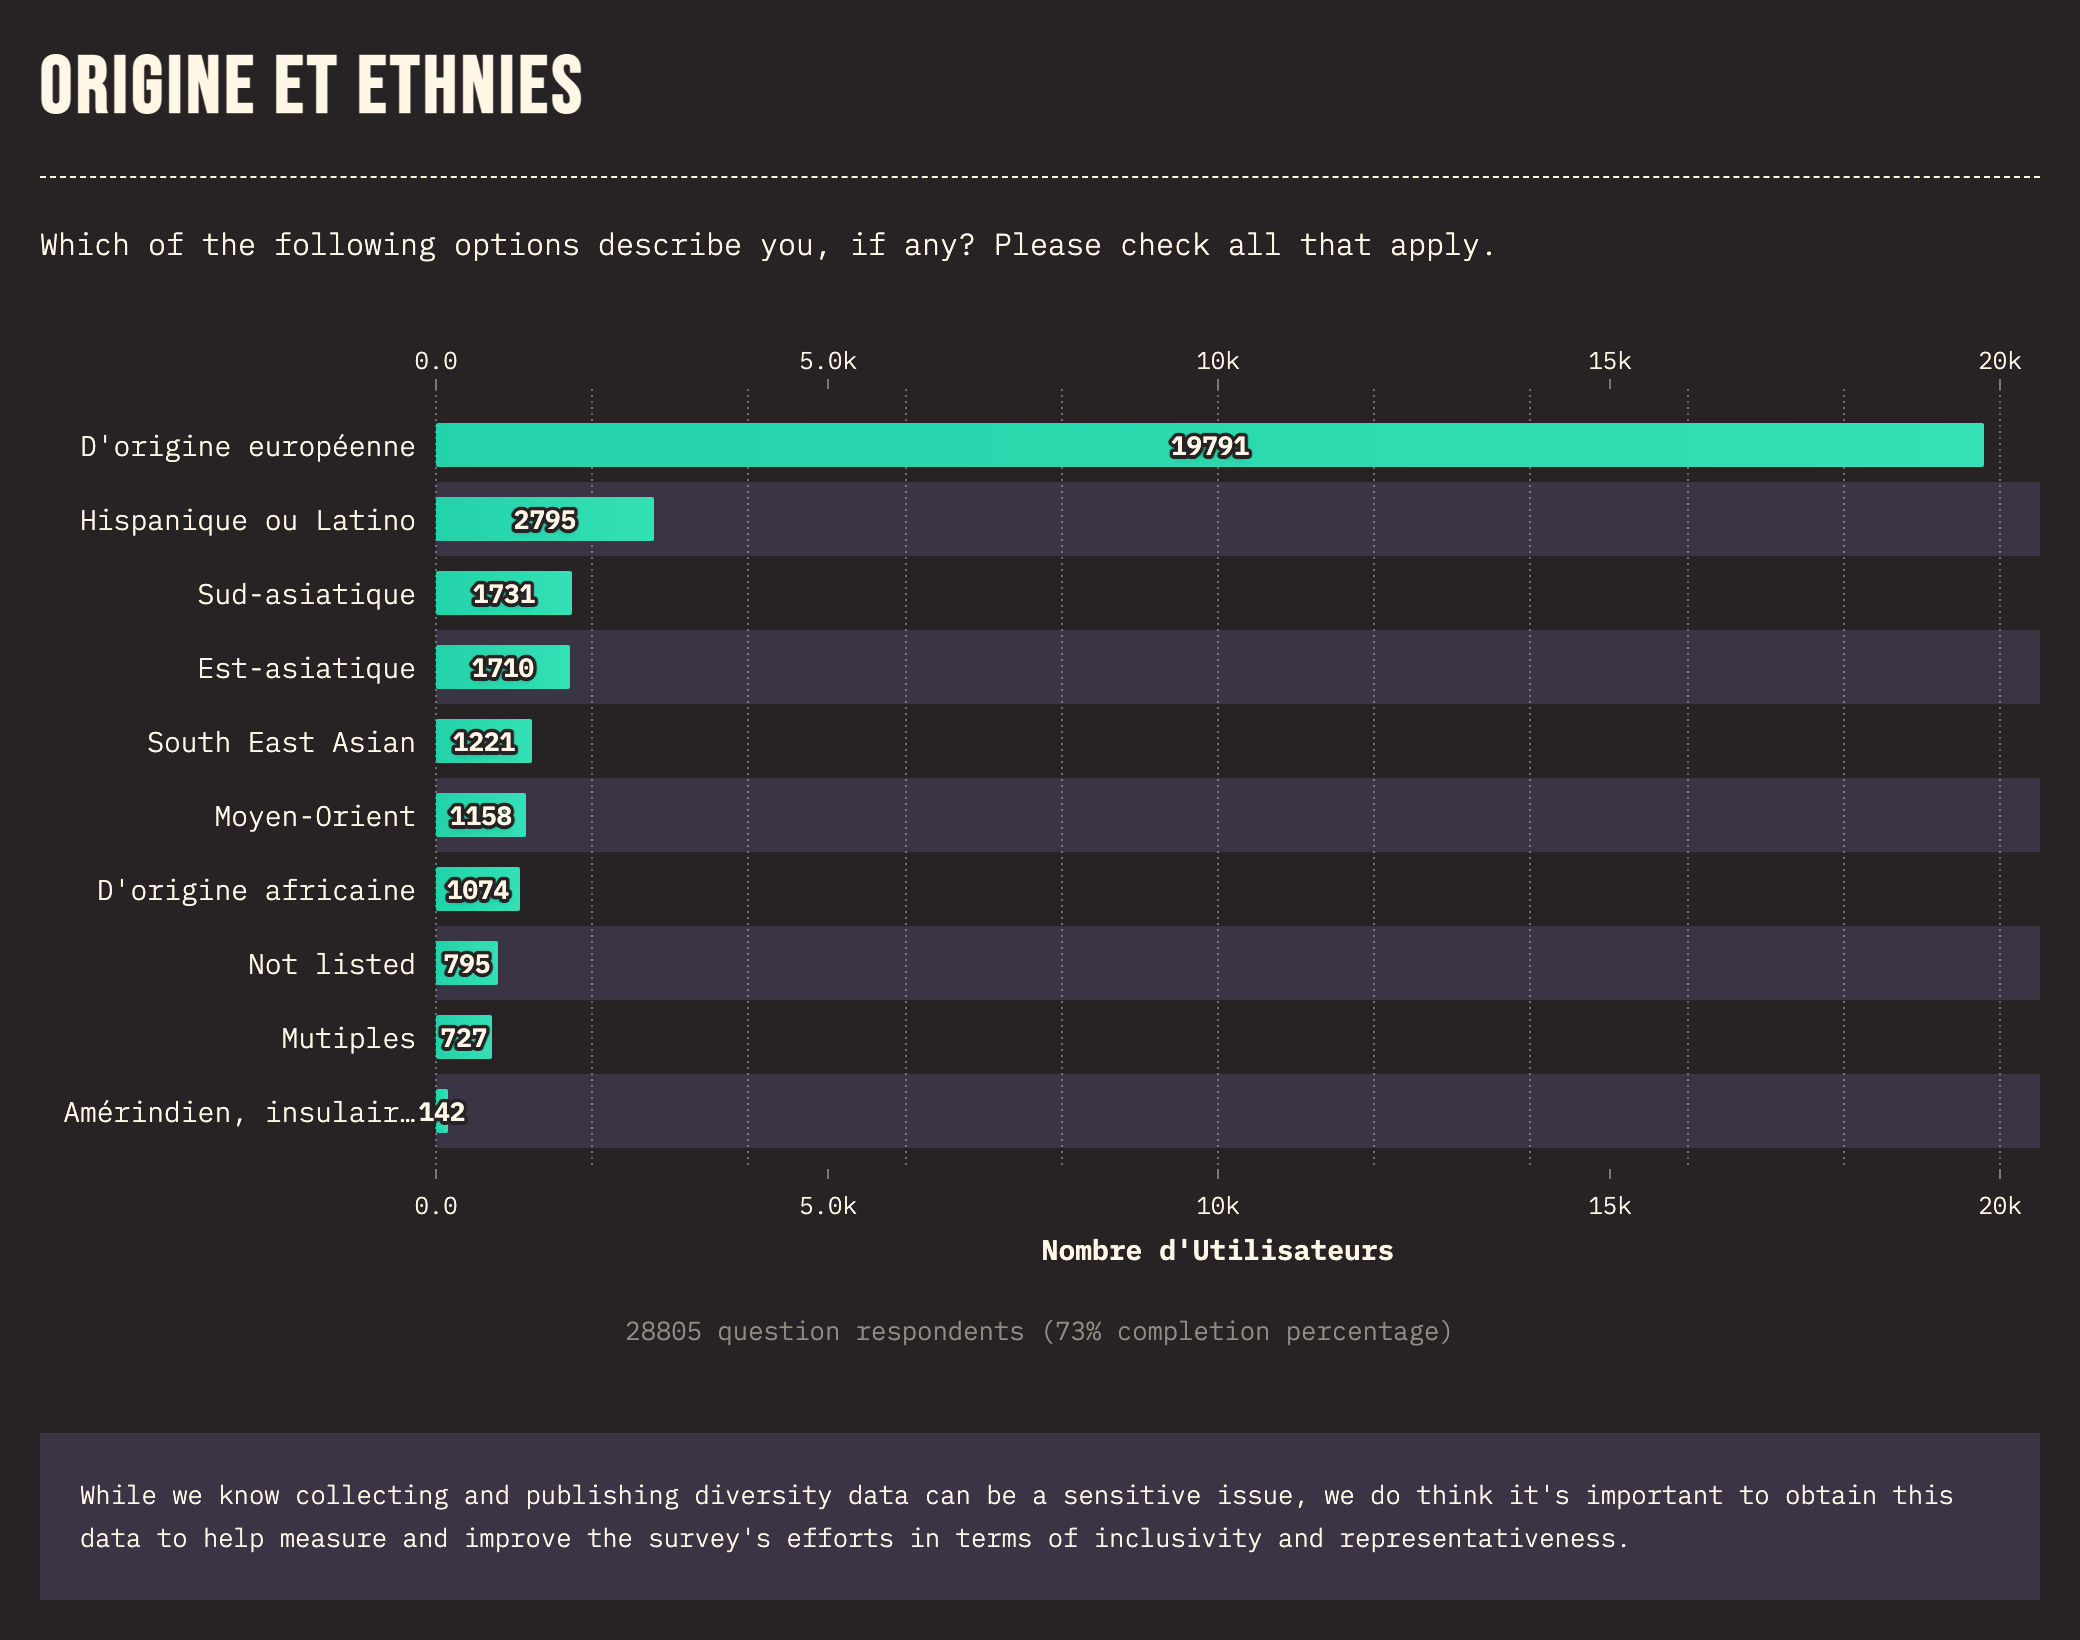 ORIGINE ET ETHNIES
Which of the following options describe you, if any? Please check all that apply.
0.0 5.0k 10k 15k 20k
D'origine européenne 19791
Hispanique ou Latino 2795
Sud-asiatique 1731
Est-asiatique 1710
South East Asian 1221
Moyen-Orient 1158
D'origine africaine 1074
Not listed 795
Mutiples 727
Amérindien, insulair… 142
0.0 5.0k 10k 15k 20k
Nombre d'Utilisateurs
28805 question respondents (73% completion percentage)
While we know collecting and publishing diversity data can be a sensitive issue, we do think it's important to obtain this
data to help measure and improve the survey's efforts in terms of inclusivity and representativeness.